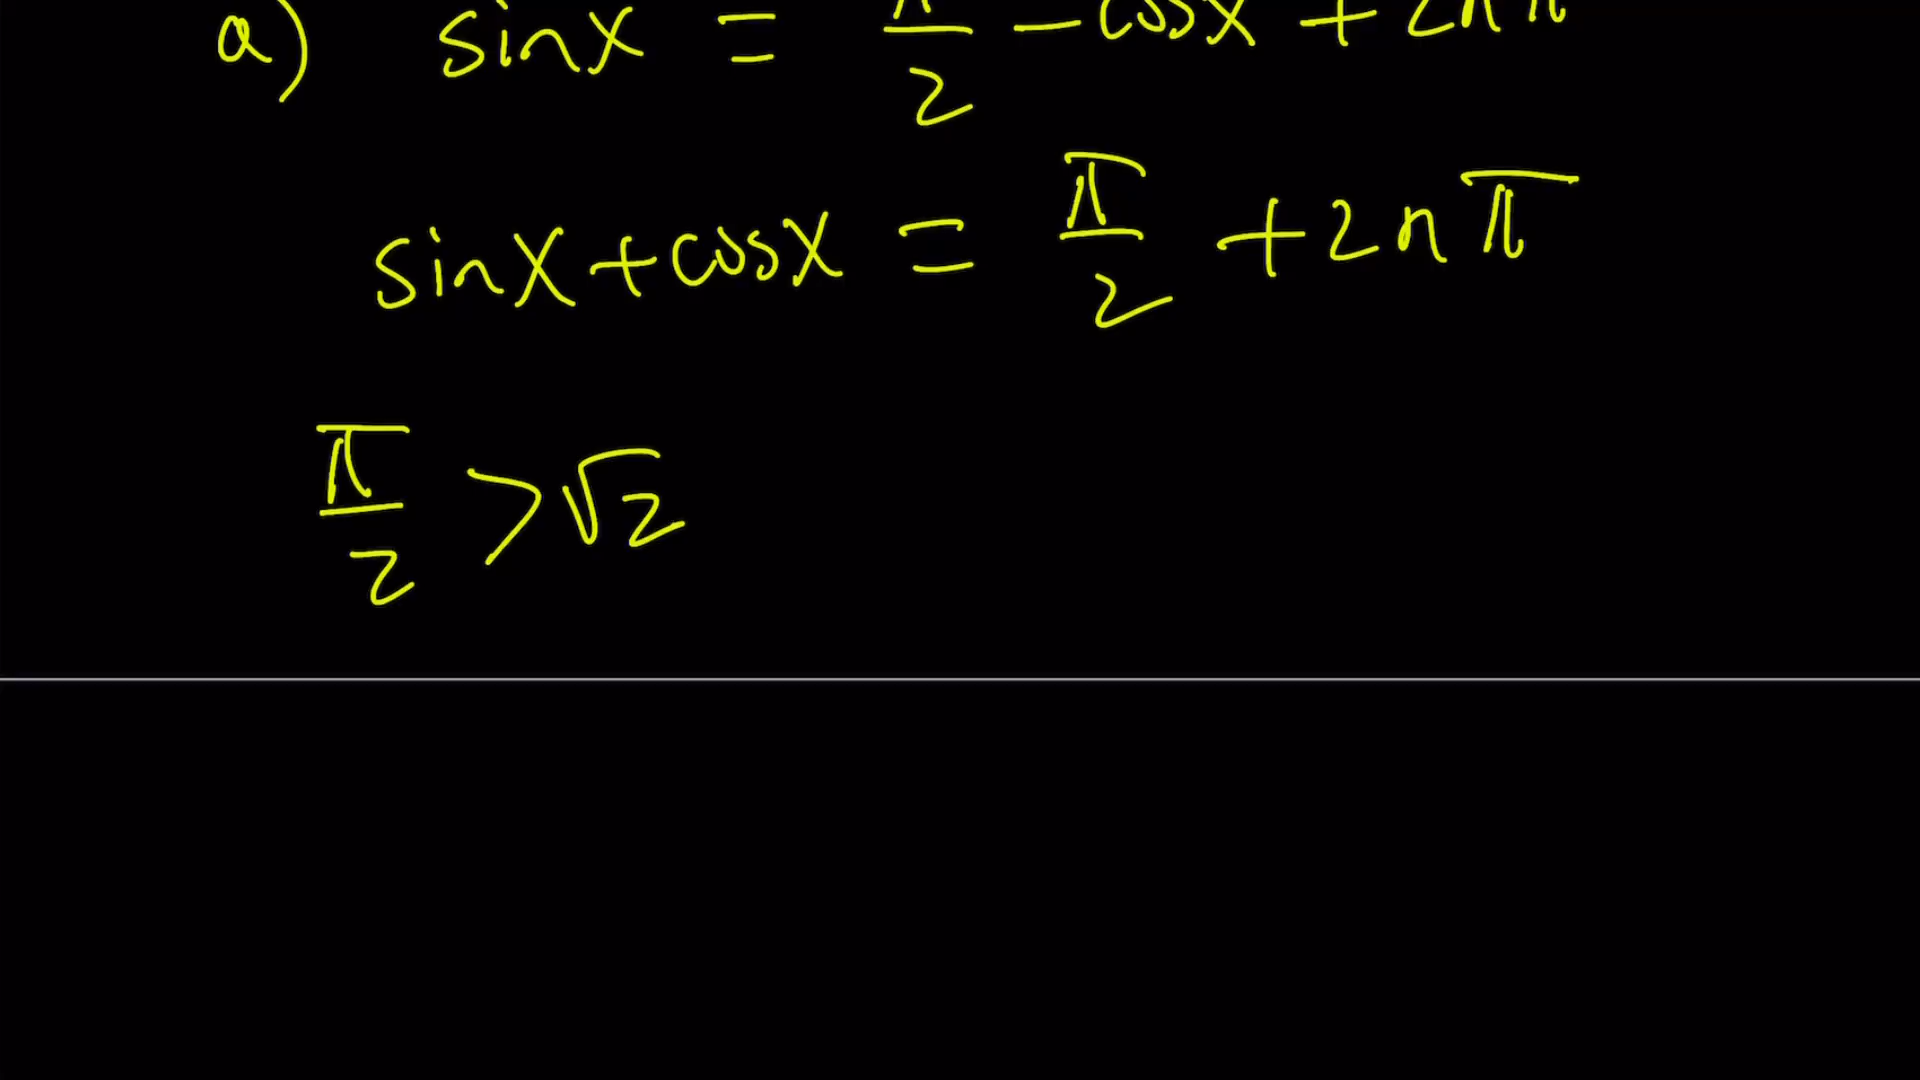 a) sinx = π/2 - cosx + 2nπ
sinx + cosx = π/2 + 2nπ
π/2 > √2